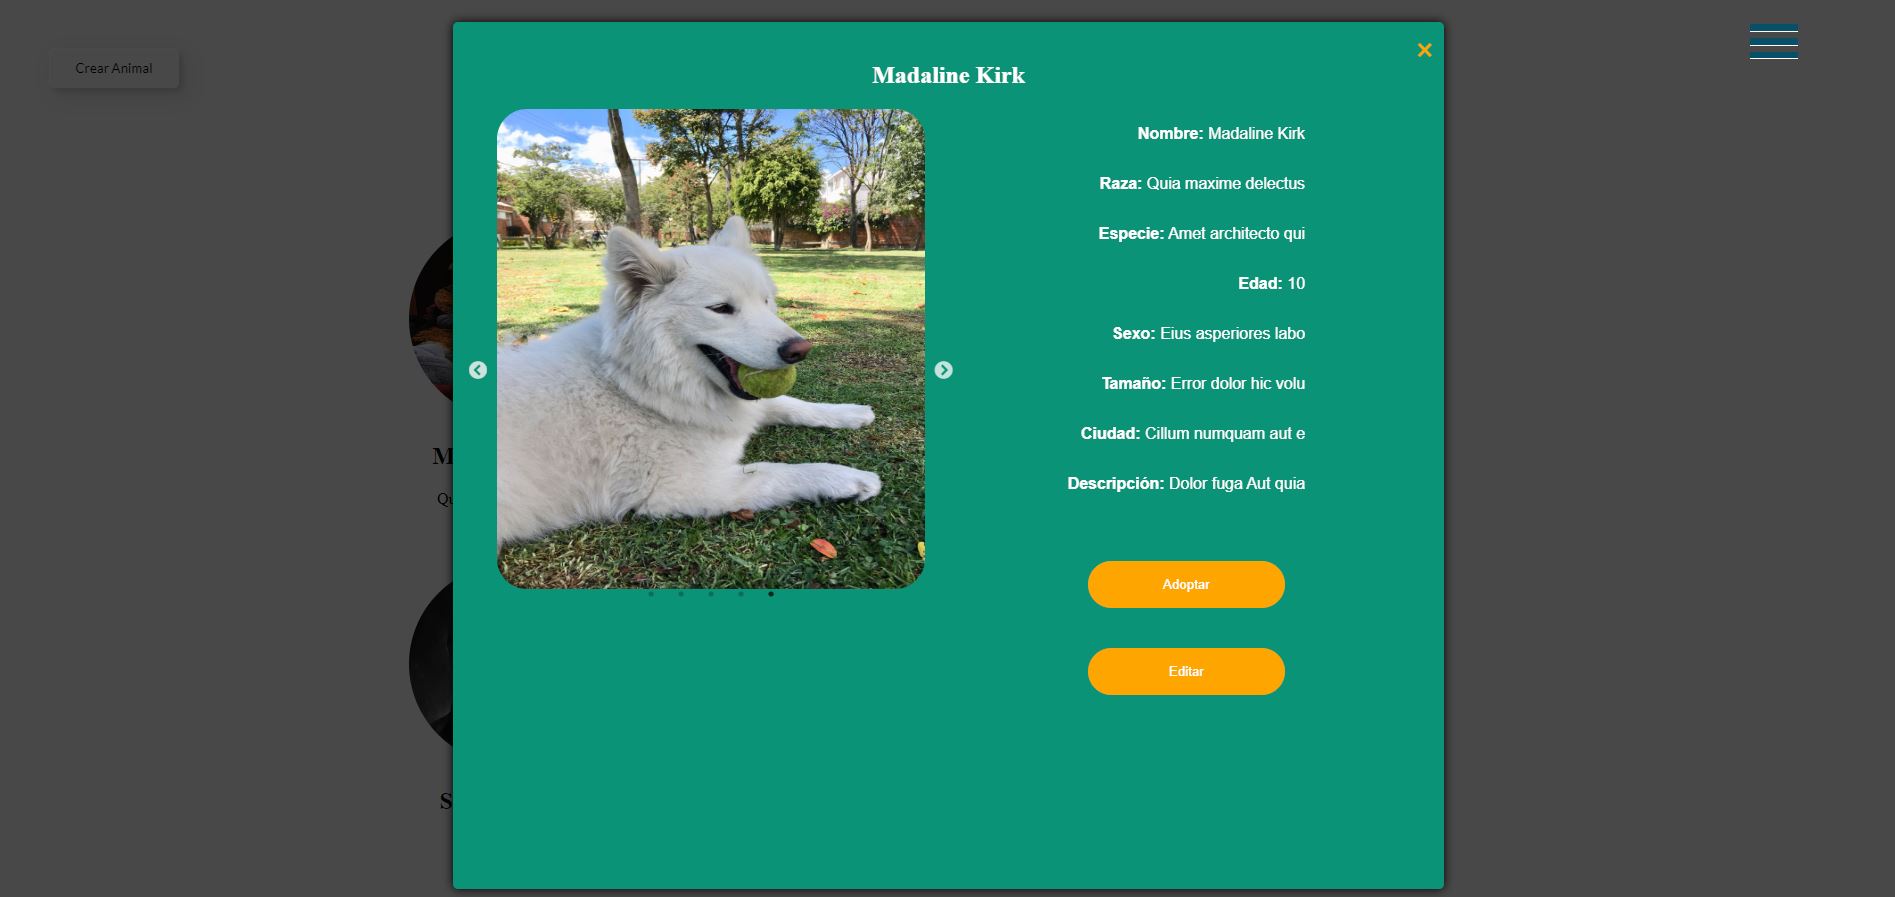 Crear Animal
Madaline Kirk
Nombre: Madaline Kirk
Raza: Quia maxime delectus
Especie: Amet architecto qui
Edad: 10
Sexo: Eius asperiores labo
Tamaño: Error dolor hic volu
Ciudad: Cillum numquam aut e
Descripción: Dolor fuga Aut quia
Adoptar
Editar